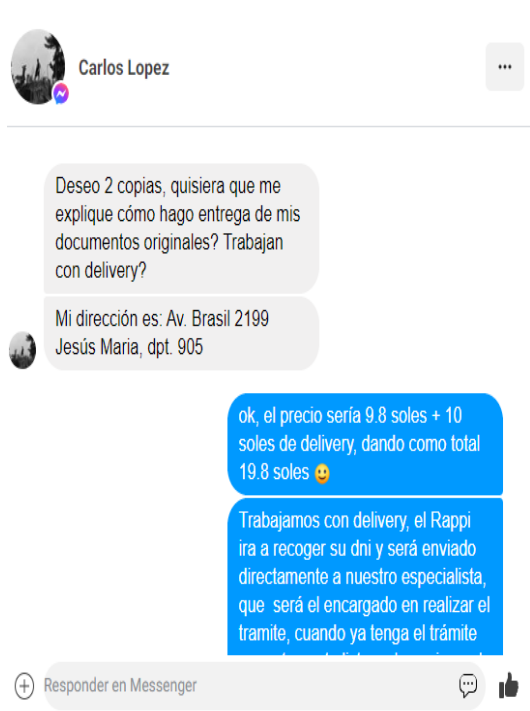 Carlos Lopez
Deseo 2 copias, quisiera que me
explique cómo hago entrega de mis
documentos originales? Trabajan
con delivery?
Mi dirección es: Av. Brasil 2199
Jesús Maria, dpt. 905
ok, el precio sería 9.8 soles + 10
soles de delivery, dando como total
19.8 soles 🙂
Trabajamos con delivery, el Rappi
ira a recoger su dni y será enviado
directamente a nuestro especialista,
que será el encargado en realizar el
tramite, cuando ya tenga el trámite
Responder en Messenger